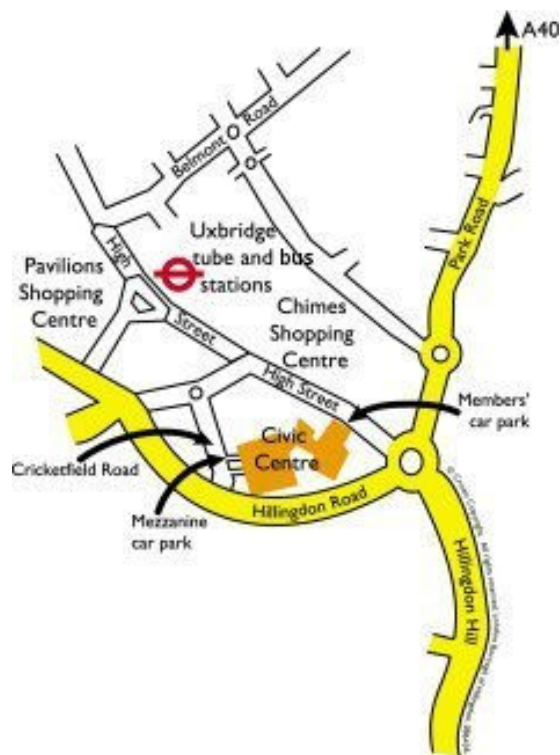 A40
Belmont Road
Park Road
Uxbridge
tube and bus
stations
High
Street
Pavilions
Shopping
Centre
Chimes
Shopping
Centre
High Street
Members'
car park
Civic
Centre
Cricketfield Road
Mezzanine
car park
Hillingdon Road
Hillingdon Hill